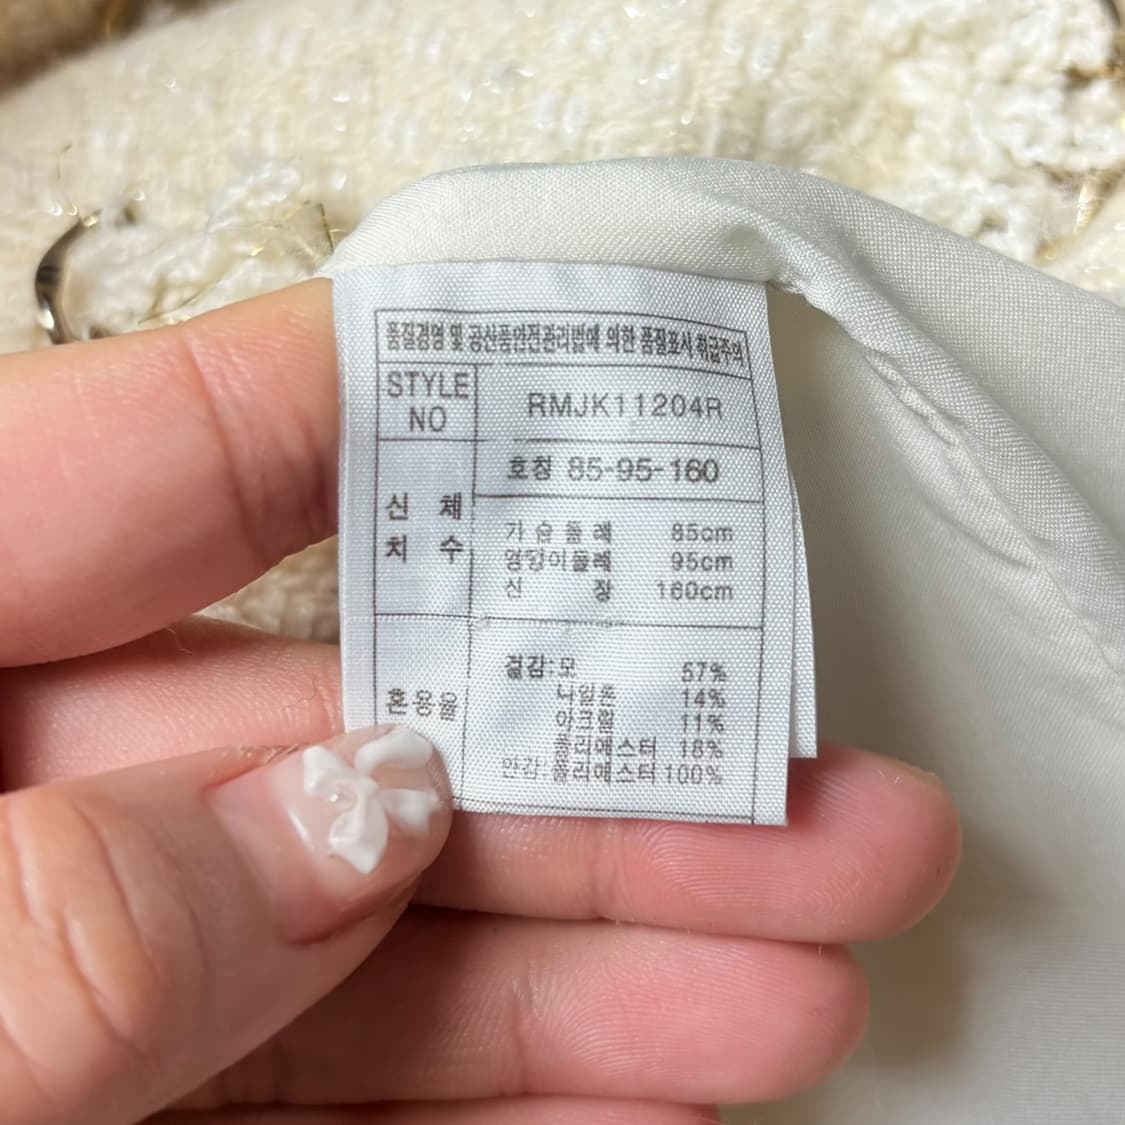 품질경영 및 공산품안전관리법에 의한 품질표시 취급주의
STYLE NO
RMJK11204R
호칭 85-95-160
신체 치수
가슴둘레 85cm
엉덩이둘레 95cm
신장 160cm
혼용율
겉감:모 57%
나일론 14%
아크릴 11%
폴리에스터 18%
안감:폴리에스터 100%